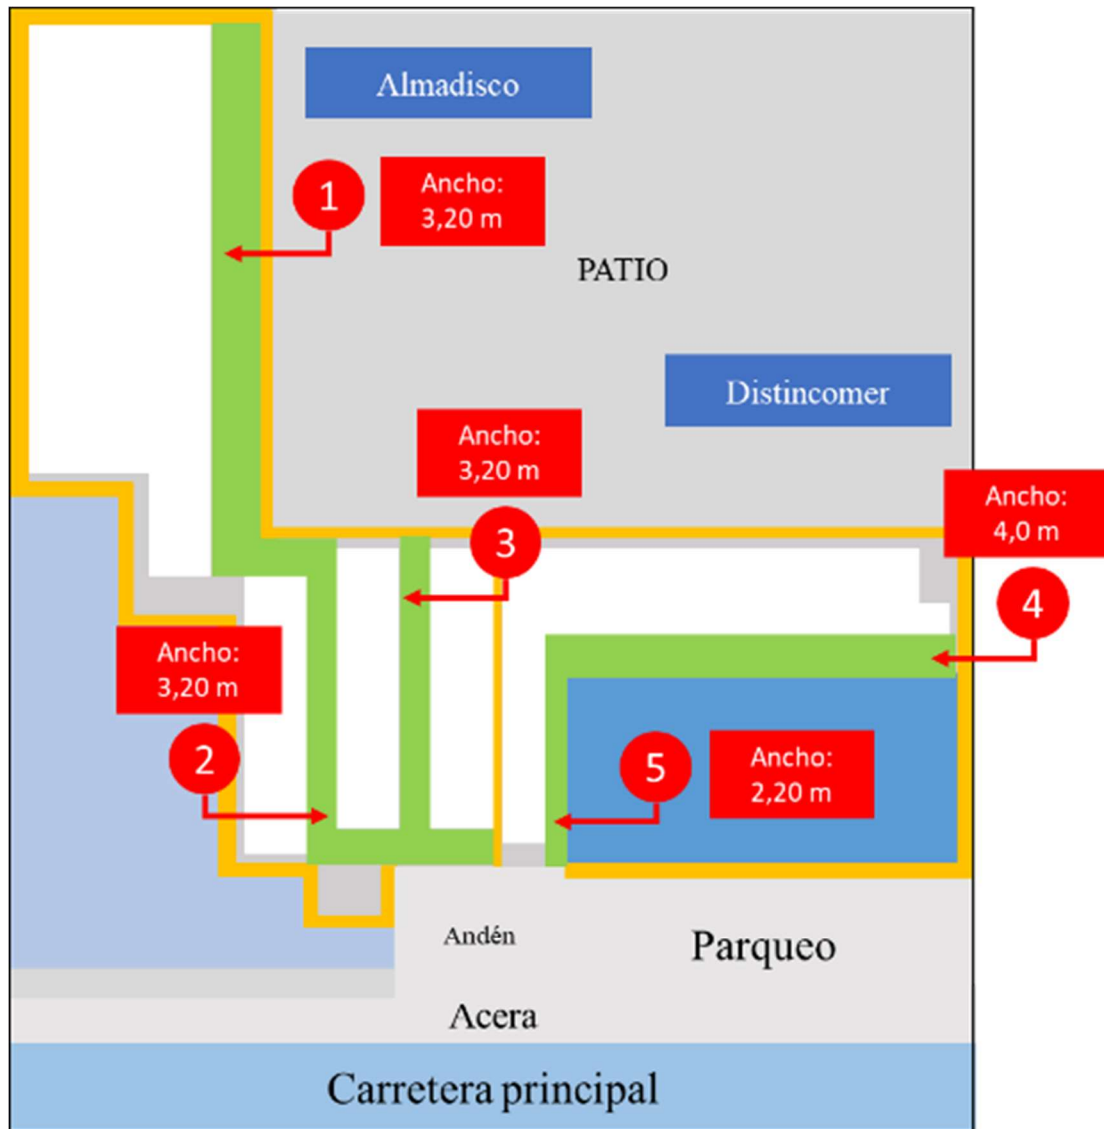 Almadisco
1
Ancho:
3,20 m
PATIO
Distincomer
Ancho:
3,20 m
3
Ancho:
4,0 m
4
Ancho:
3,20 m
2
5
Ancho:
2,20 m
Andén
Parqueo
Acera
Carretera principal